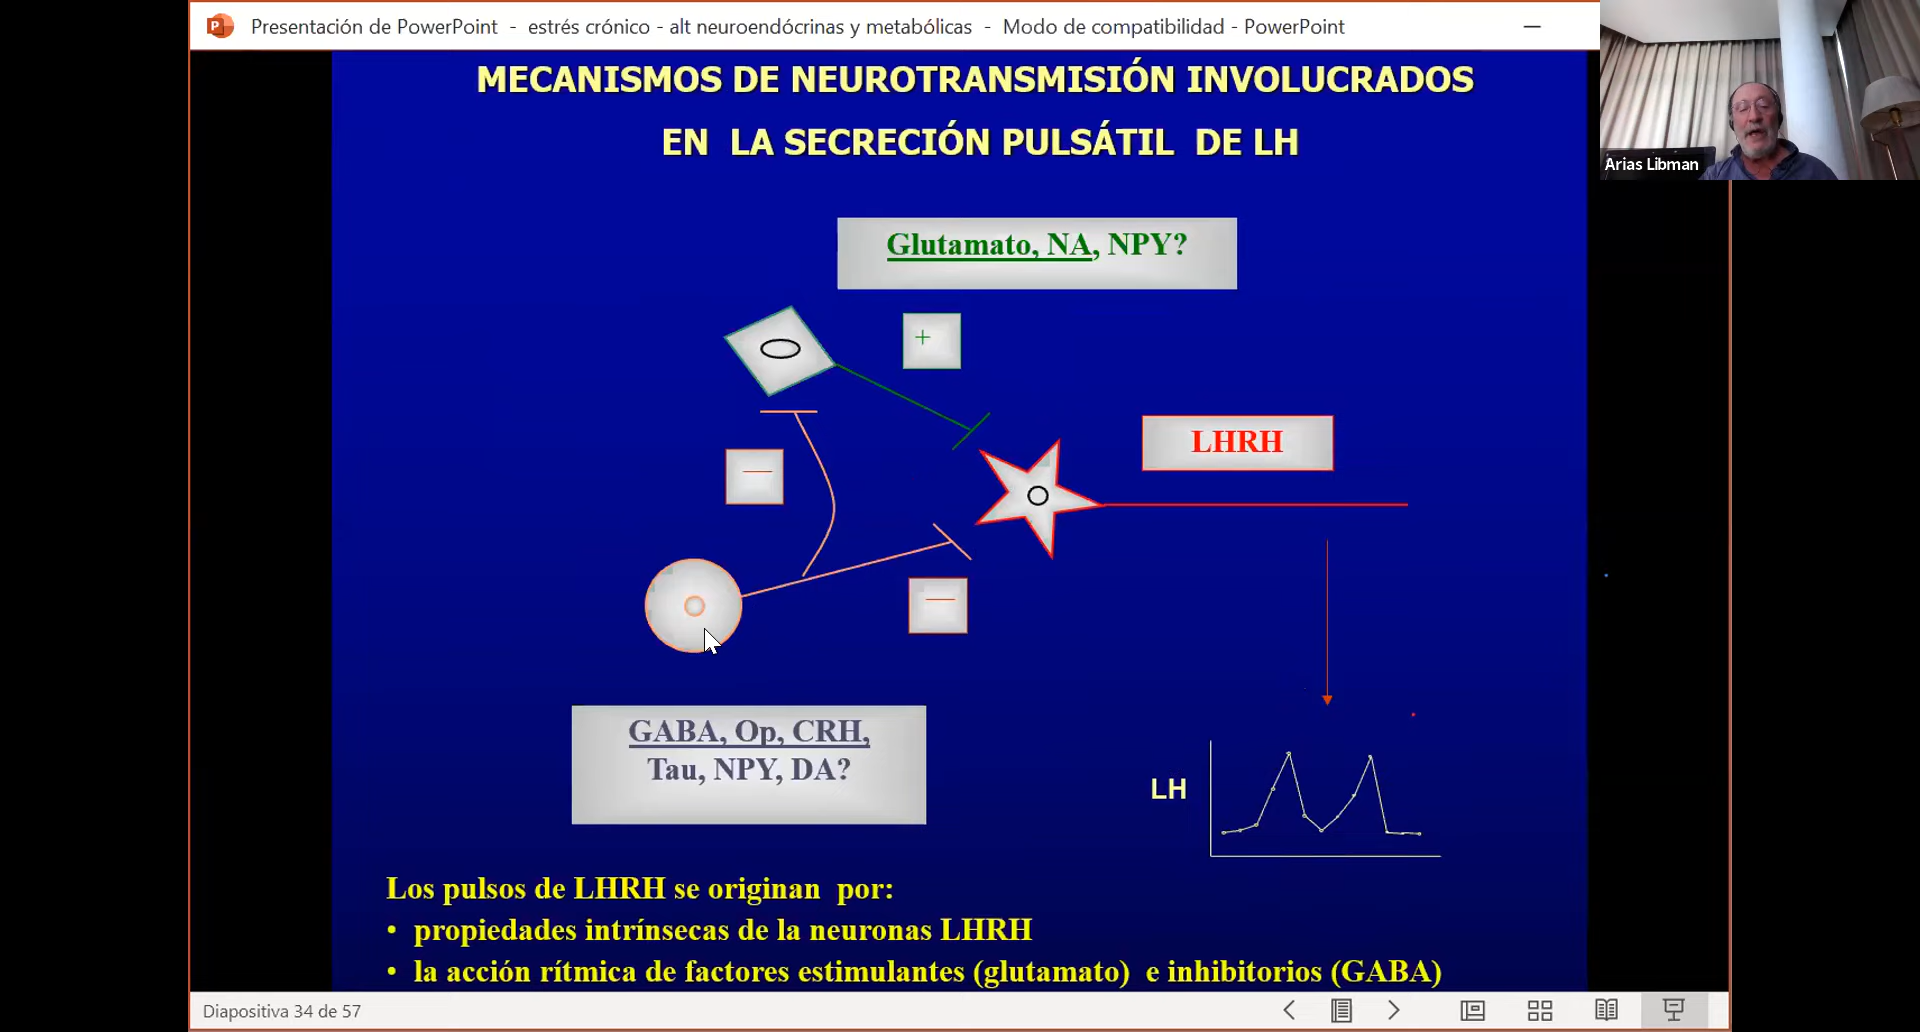 Presentación de PowerPoint - estrés crónico - alt neuroendócrinas y metabólicas - Modo de compatibilidad - PowerPoint
Arias Libman
MECANISMOS DE NEUROTRANSMISIÓN INVOLUCRADOS
EN LA SECRECIÓN PULSÁTIL DE LH
Glutamato, NA, NPY?
+
LHRH
—
—
GABA, Op, CRH,
Tau, NPY, DA?
LH
Los pulsos de LHRH se originan por:
• propiedades intrínsecas de la neuronas LHRH
• la acción rítmica de factores estimulantes (glutamato) e inhibitorios (GABA)
Diapositiva 34 de 57